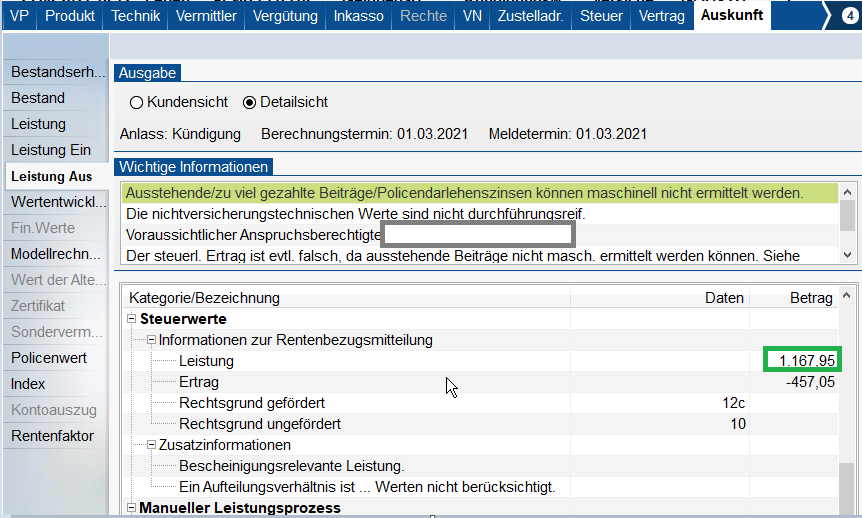 VP Produkt Technik Vermittler Vergütung Inkasso Rechte VN Zustelladr. Steuer Vertrag Auskunft 4
Bestandserh...
Bestand
Leistung
Leistung Ein
Leistung Aus
Wertentwickl...
Fin.Werte
Modellrechn...
Wert der Alte...
Zertifikat
Sonderverm...
Policenwert
Index
Kontoauszug
Rentenfaktor
Ausgabe
Kundensicht Detailsicht
Anlass: Kündigung Berechnungstermin: 01.03.2021 Meldetermin: 01.03.2021
Wichtige Informationen
Ausstehende/zu viel gezahlte Beiträge/Policendarlehenszinsen können maschinell nicht ermittelt werden.
Die nichtversicherungstechnischen Werte sind nicht durchführungsreif.
Voraussichtlicher Anspruchsberechtigte
Der steuerl. Ertrag ist evtl. falsch, da ausstehende Beiträge nicht masch. ermittelt werden können. Siehe
Kategorie/Bezeichnung Daten Betrag
Steuerwerte
Informationen zur Rentenbezugsmitteilung
Leistung 1.167,95
Ertrag -457,05
Rechtsgrund gefördert 12c
Rechtsgrund ungefördert 10
Zusatzinformationen
Bescheinigungsrelevante Leistung.
Ein Aufteilungsverhältnis ist ... Werten nicht berücksichtigt.
Manueller Leistungsprozess